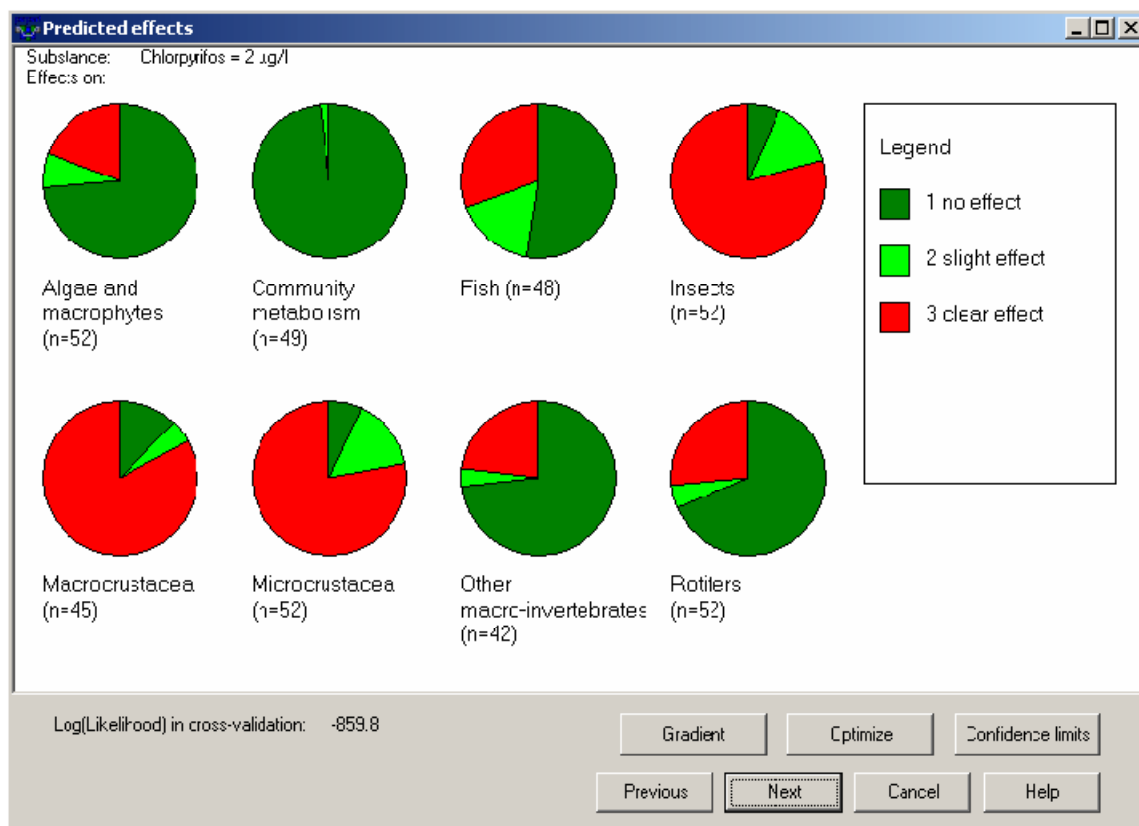 Predicted effects
Substance: Chlorpyrifos = 2 µg/l
Effects on:
Legend
1 no effect
2 slight effect
3 clear effect
Algae and
macrophytes
(n=52)
Community
metabolism
(n=49)
Fish (n=48)
Insects
(n=52)
Macrocrustacea
(n=45)
Microcrustacea
(n=52)
Other
macro-invertebrates
(n=42)
Rotifers
(n=52)
Log(Likelihood) in cross-validation: -859.8
Gradient
Optimize
Confidence limits
Previous
Next
Cancel
Help